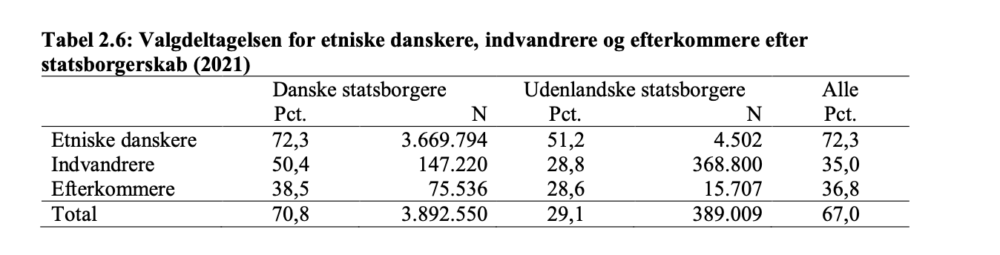 Tabel 2.6: Valgdeltagelsen for etniske danskere, indvandrere og efterkommere efter
statsborgerskab (2021)
Danske statsborgere Udenlandske statsborgere Alle
Pct. N Pct. N Pct.
Etniske danskere 72,3 3.669.794 51,2 4.502 72,3
Indvandrere 50,4 147.220 28,8 368.800 35,0
Efterkommere 38,5 75.536 28,6 15.707 36,8
Total 70,8 3.892.550 29,1 389.009 67,0